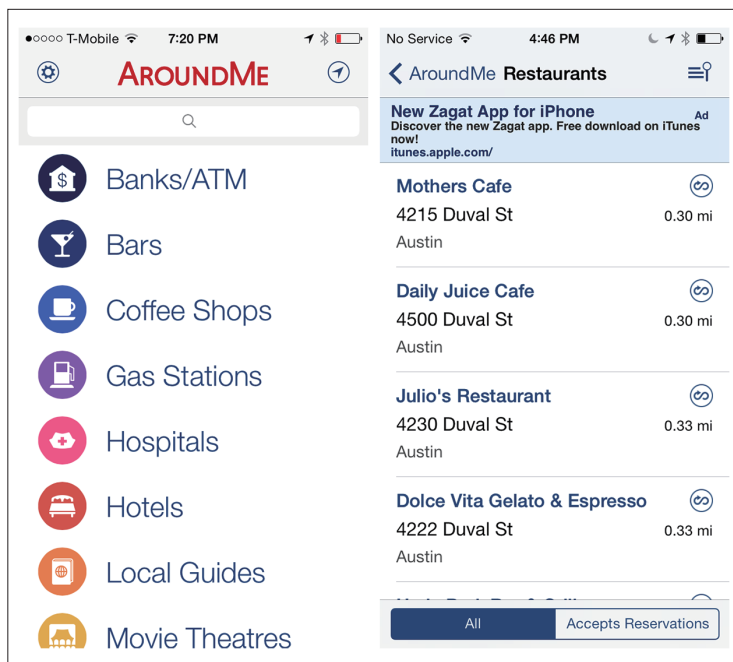 T-Mobile 7:20 PM
AROUNDME
$
Banks/ATM
Bars
Coffee Shops
Gas Stations
Hospitals
Hotels
Local Guides
Movie Theatres
No Service 4:46 PM
AroundMe Restaurants
New Zagat App for iPhone Ad
Discover the new Zagat app. Free download on iTunes
now!
itunes.apple.com/
Mothers Cafe
4215 Duval St 0.30 mi
Austin
Daily Juice Cafe
4500 Duval St 0.30 mi
Austin
Julio's Restaurant
4230 Duval St 0.33 mi
Austin
Dolce Vita Gelato & Espresso
4222 Duval St 0.33 mi
Austin
All Accepts Reservations